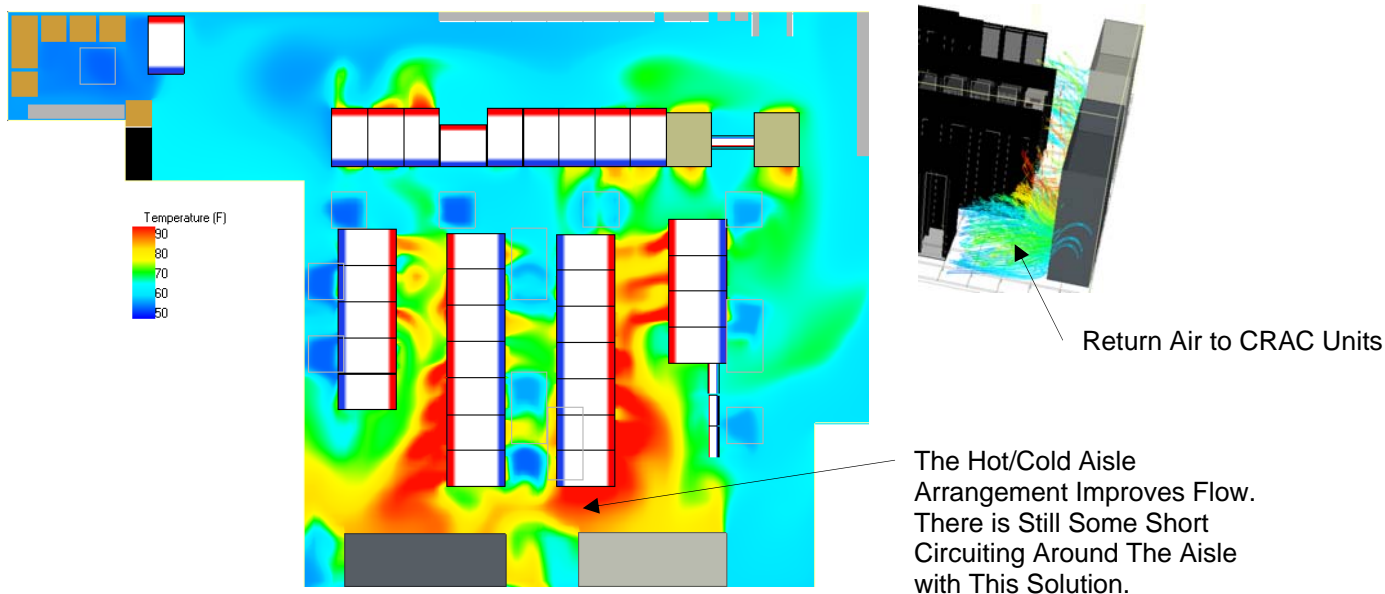 Temperature (F)
90
80
70
60
50
Return Air to CRAC Units
The Hot/Cold Aisle
Arrangement Improves Flow.
There is Still Some Short
Circuiting Around The Aisle
with This Solution.